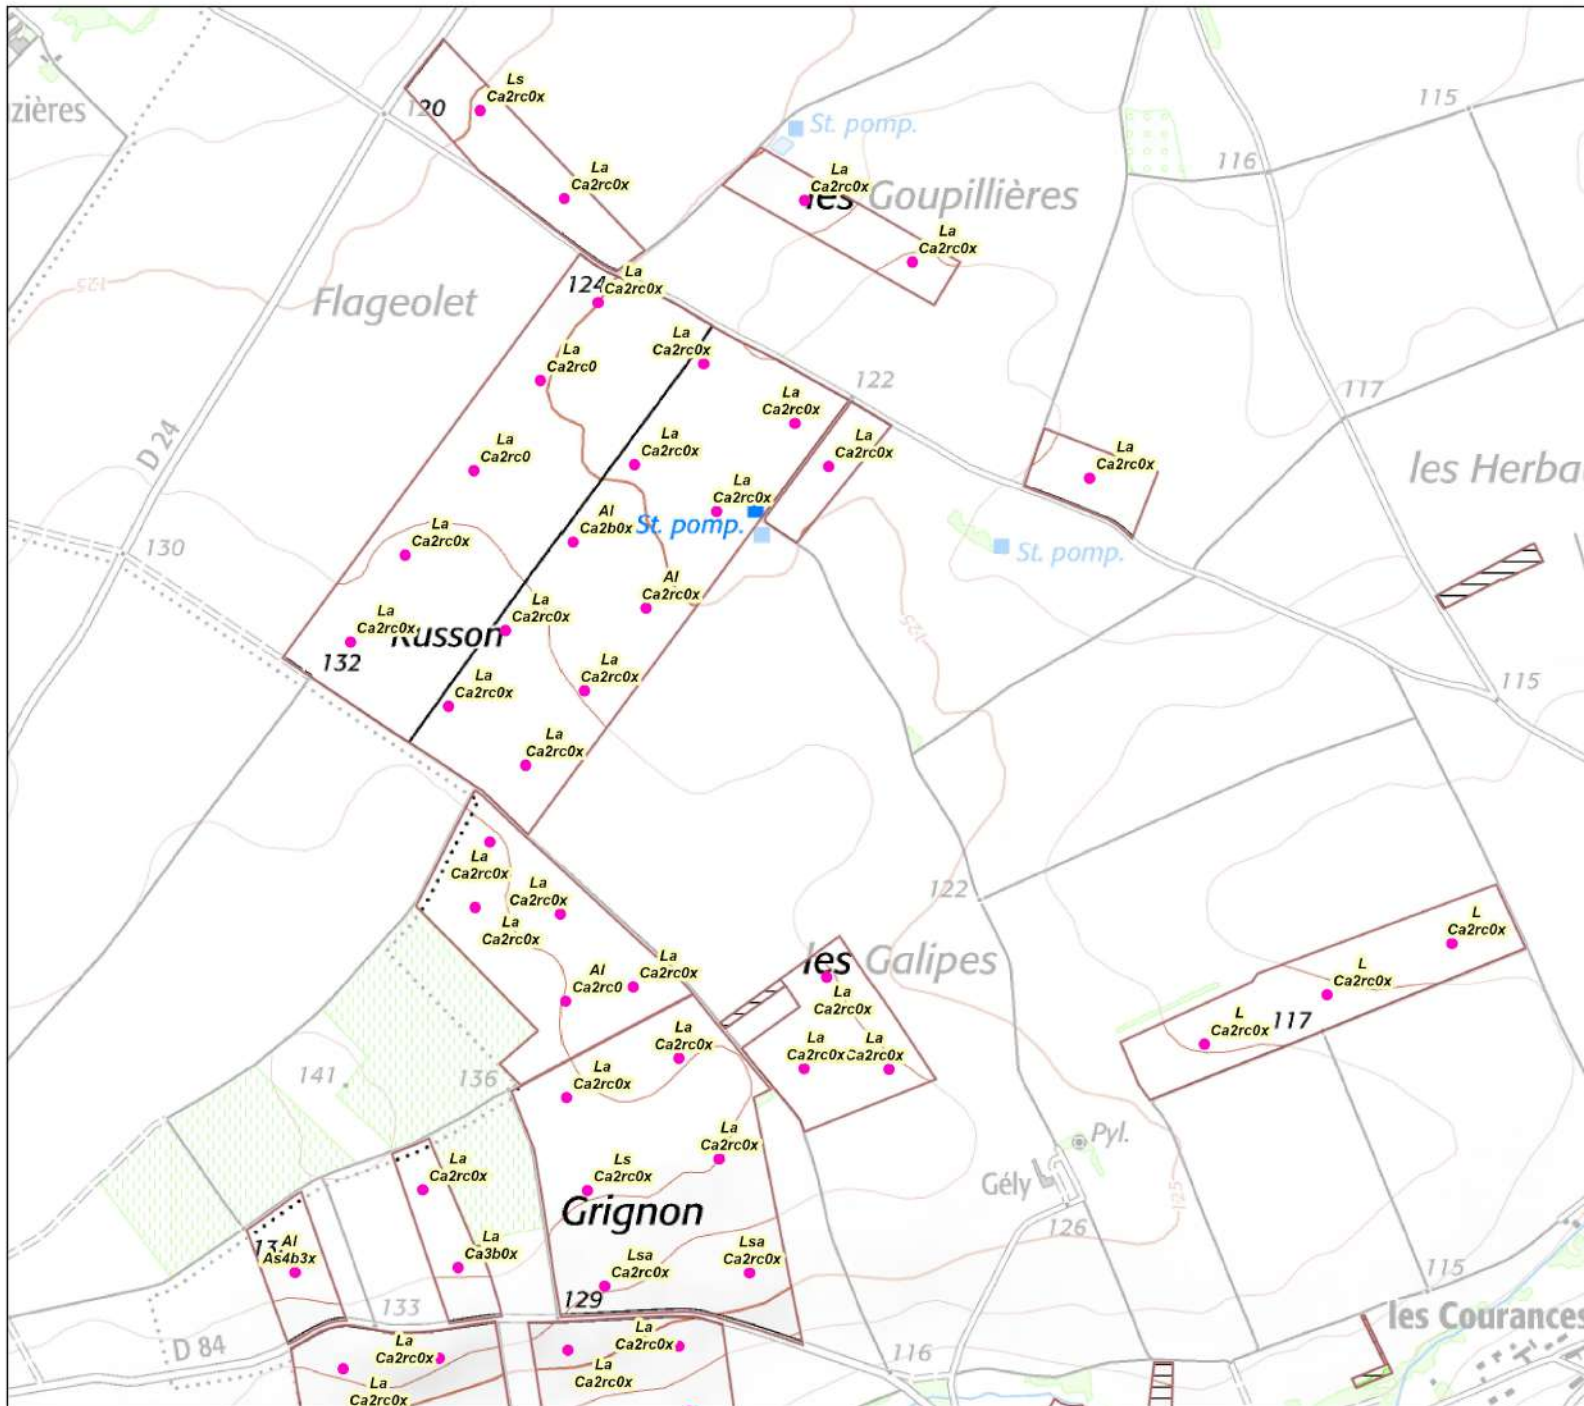 Ls
Ca2rc0x
120
zières
115
St. pomp.
116
La
Ca2rc0x
La
Ca2rc0x
les Goupillières
La
Ca2rc0x
125
Flageolet
124
La
Ca2rc0x
La
Ca2rc0x
La
Ca2rc0
122
117
La
Ca2rc0x
D 24
La
Ca2rc0
La
Ca2rc0x
La
Ca2rc0x
La
Ca2rc0x
les Herba
La
Ca2rc0x
St. pomp.
Al
Ca2b0x
La
Ca2rc0x
130
St. pomp.
Al
Ca2rc0x
La
Ca2rc0x
Russon
132
La
Ca2rc0x
125
La
Ca2rc0x
La
Ca2rc0x
115
La
Ca2rc0x
La
Ca2rc0x
La
Ca2rc0x
122
La
Ca2rc0x
L
Ca2rc0x
Al
Ca2rc0
La
Ca2rc0x
les Galipes
La
Ca2rc0x
L
Ca2rc0x
L
Ca2rc0x
117
La
Ca2rc0x
La
Ca2rc0x
La
Ca2rc0x
141
136
La
Ca2rc0x
Pyl.
La
Ca2rc0x
La
Ca2rc0x
Ls
Ca2rc0x
Gély
125
Grignon
126
Al
As4b3x
La
Ca3b0x
Lsa
Ca2rc0x
Lsa
Ca2rc0x
115
133
129
les Courances
D 84
La
Ca2rc0x
La
Ca2rc0x
116
La
Ca2rc0x
La
Ca2rc0x